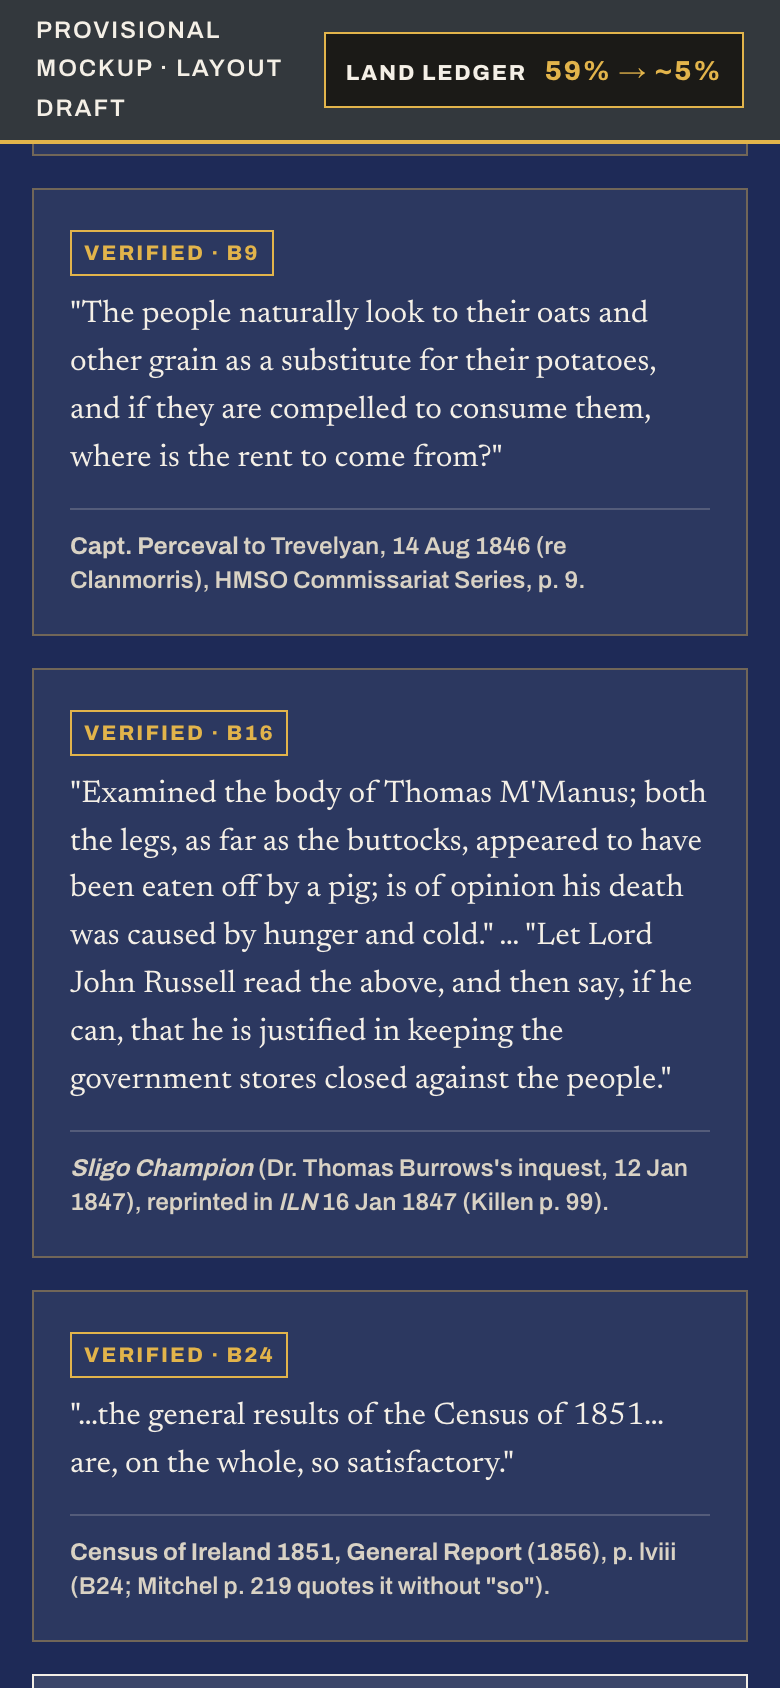 PROVISIONAL
MOCKUP · LAYOUT
DRAFT
LAND LEDGER 59% → ~5%
VERIFIED · B9
"The people naturally look to their oats and
other grain as a substitute for their potatoes,
and if they are compelled to consume them,
where is the rent to come from?"
Capt. Perceval to Trevelyan, 14 Aug 1846 (re
Clanmorris), HMSO Commissariat Series, p. 9.
VERIFIED · B16
"Examined the body of Thomas M'Manus; both
the legs, as far as the buttocks, appeared to have
been eaten off by a pig; is of opinion his death
was caused by hunger and cold." ... "Let Lord
John Russell read the above, and then say, if he
can, that he is justified in keeping the
government stores closed against the people."
Sligo Champion (Dr. Thomas Burrows's inquest, 12 Jan
1847), reprinted in ILN 16 Jan 1847 (Killen p. 99).
VERIFIED · B24
"...the general results of the Census of 1851...
are, on the whole, so satisfactory."
Census of Ireland 1851, General Report (1856), p. lviii
(B24; Mitchel p. 219 quotes it without "so").